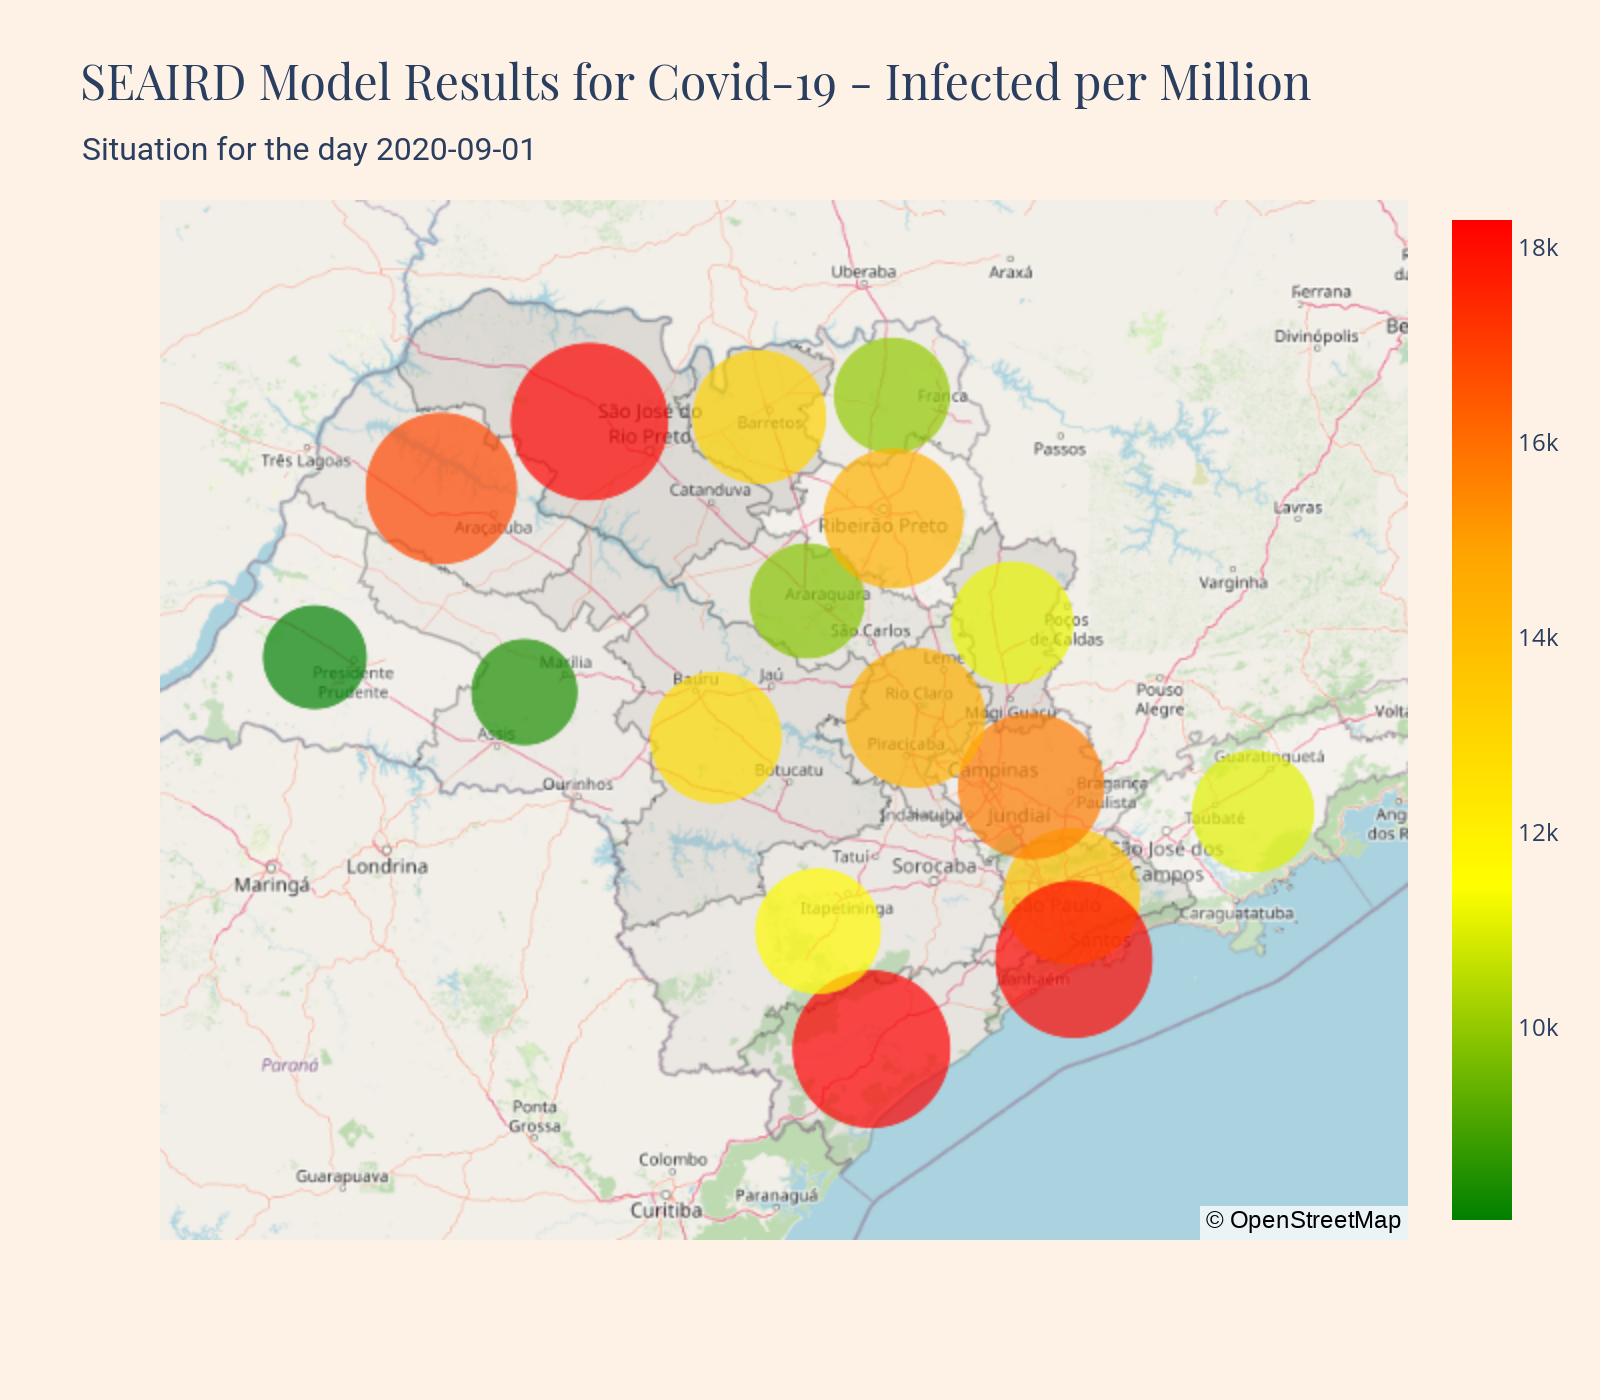 SEAIRD Model Results for Covid-19 - Infected per Million
Situation for the day 2020-09-01
Uberaba
Araxá
Ferrana
Divinópolis
Be
18k
Franca
São José do
Rio Preto
Barretos
Passos
16k
Três Lagoas
Catanduva
Araçatuba
Ribeirão Preto
Lavras
Varginha
Araraquara
São Carlos
Poços
de Caldas
14k
Presidente
Prudente
Marília
Bauru
Jaú
Leme
Rio Claro
Mogi Guaçu
Pouso
Alegre
Volta
Assis
Piracicaba
Guaratinguetá
Ourinhos
Botucatu
Campinas
Bragança
Paulista
Indaiatuba
Jundiaí
Taubaté
Ang
dos R
12k
Maringá
Londrina
Tatuí
Sorocaba
São José dos
Campos
Itapetininga
São Paulo
Caraguatatuba
Santos
Itanhaém
10k
Paraná
Ponta
Grossa
Guarapuava
Colombo
Curitiba
Paranaguá
© OpenStreetMap